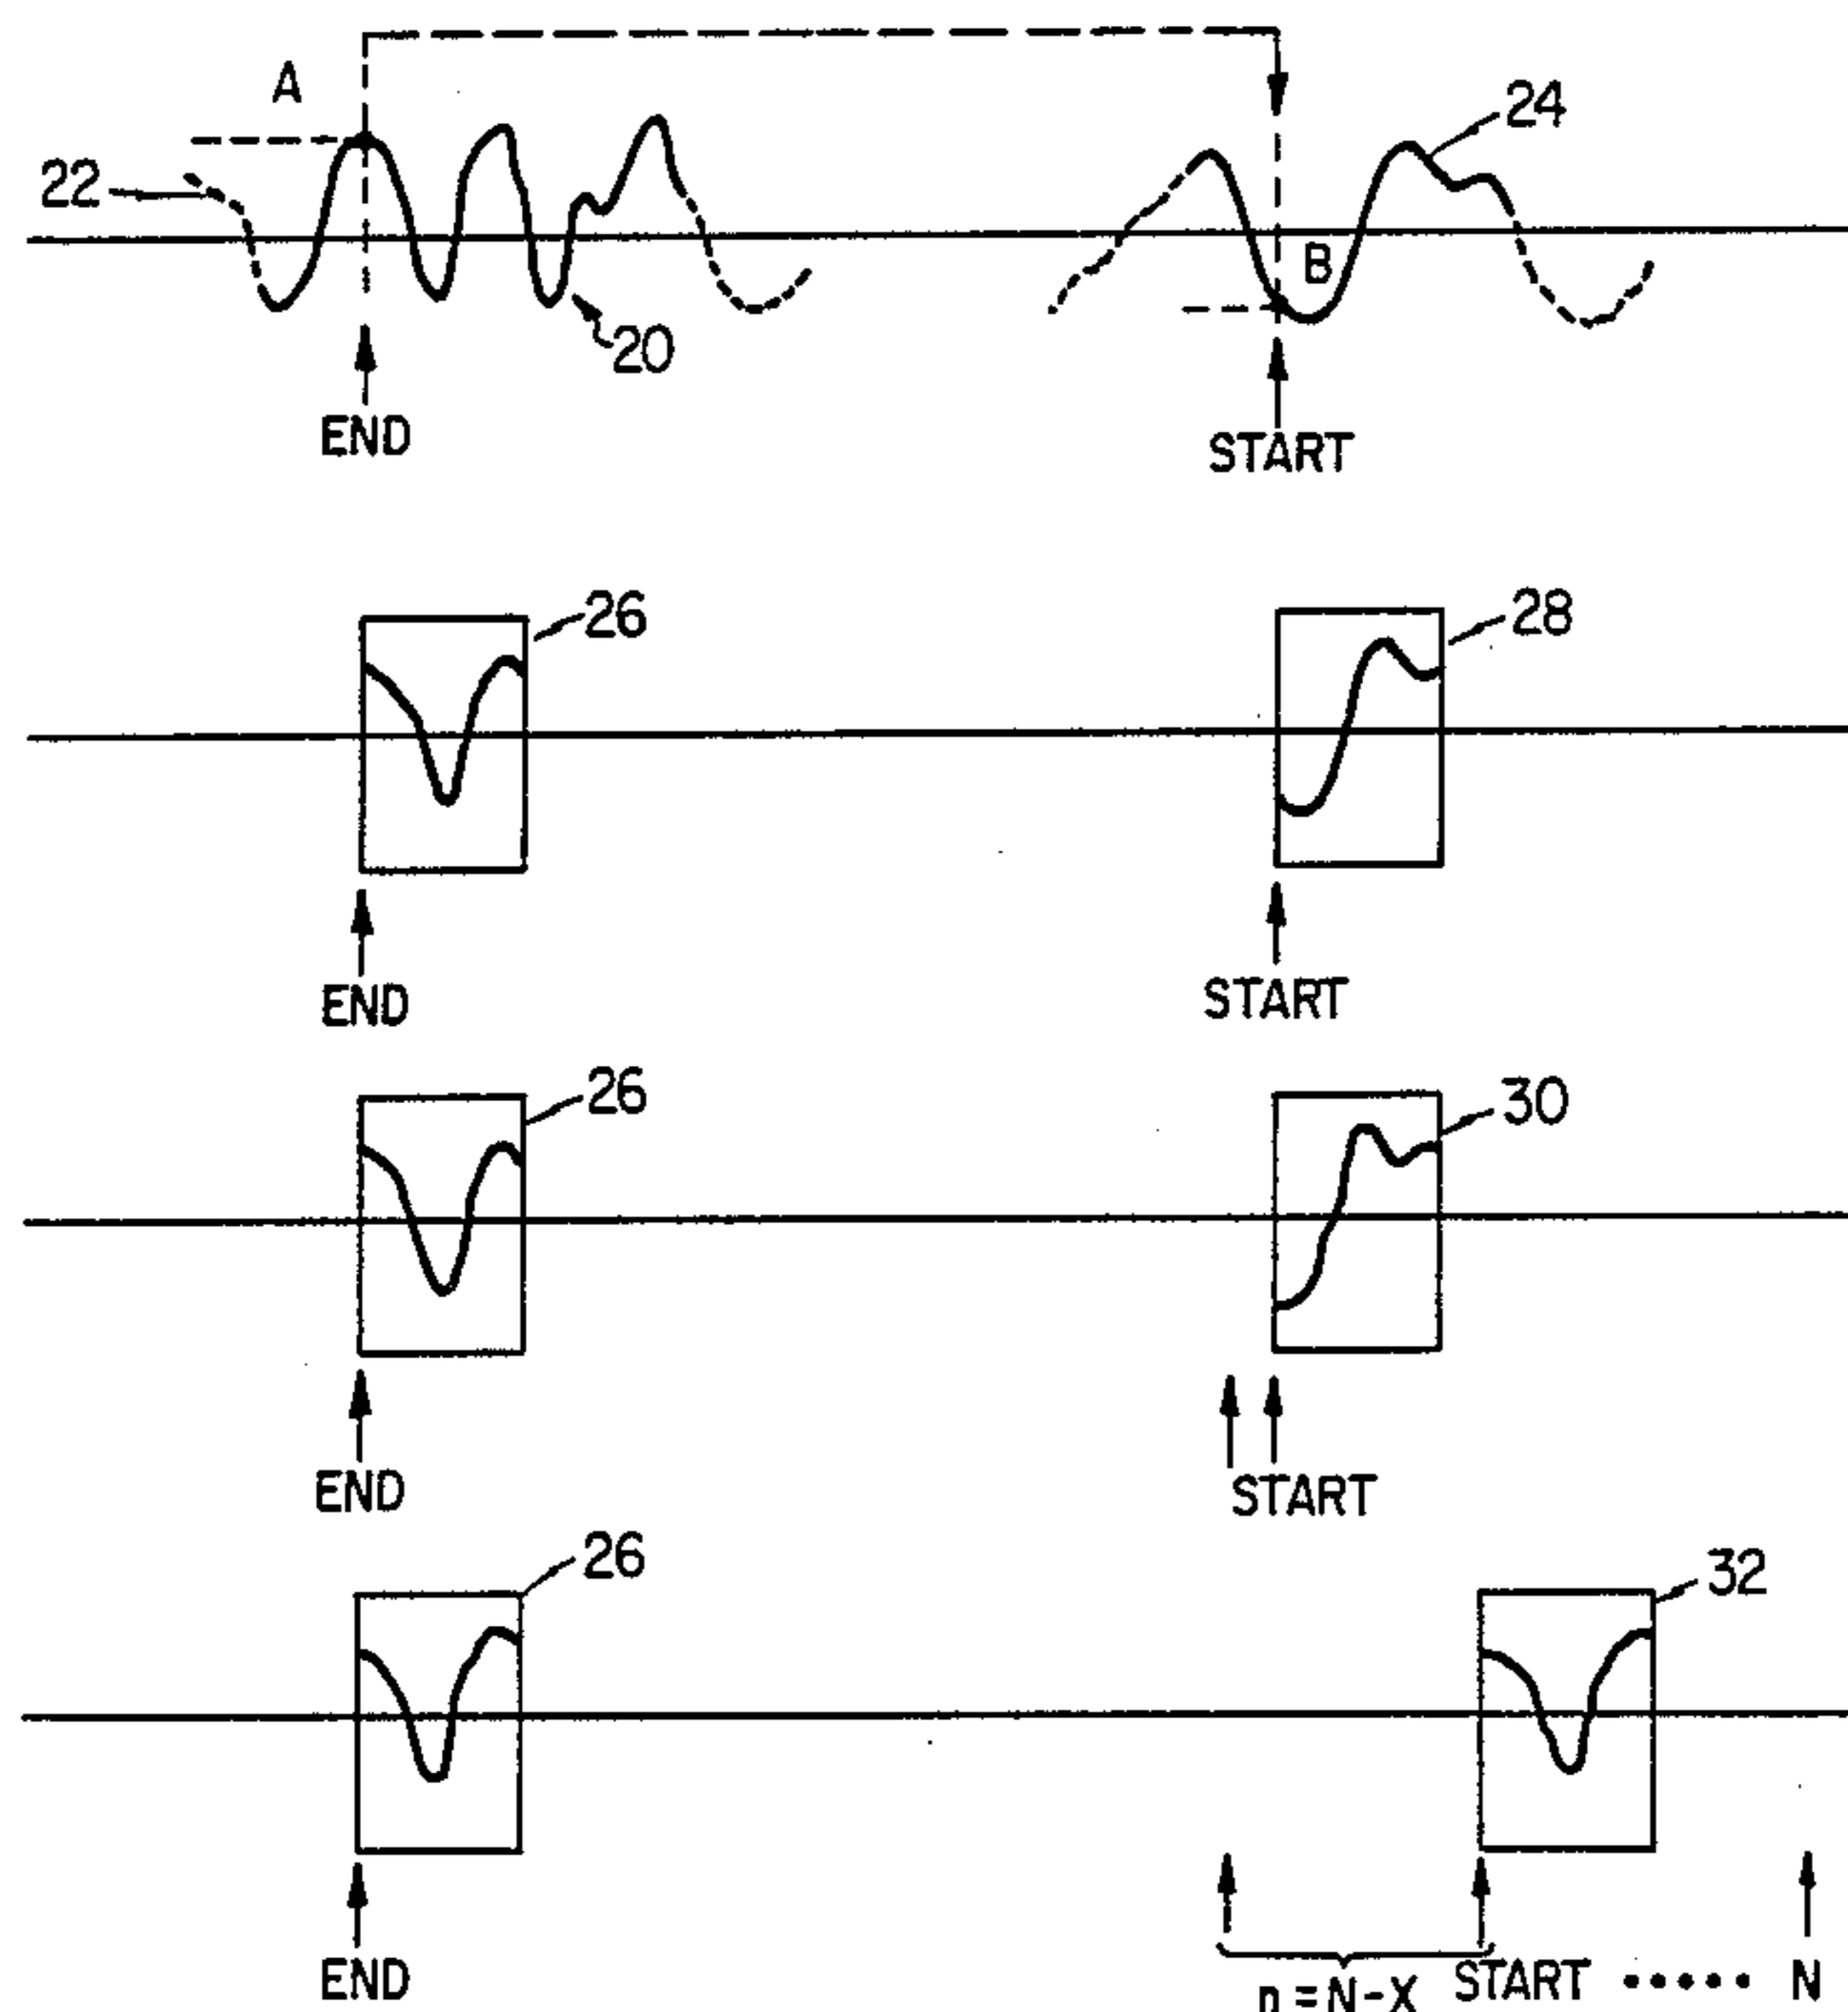 A
24
22
B
20
END
START
26
28
END
START
26
30
END
START
26
32
END
n = N-X
START ..... N